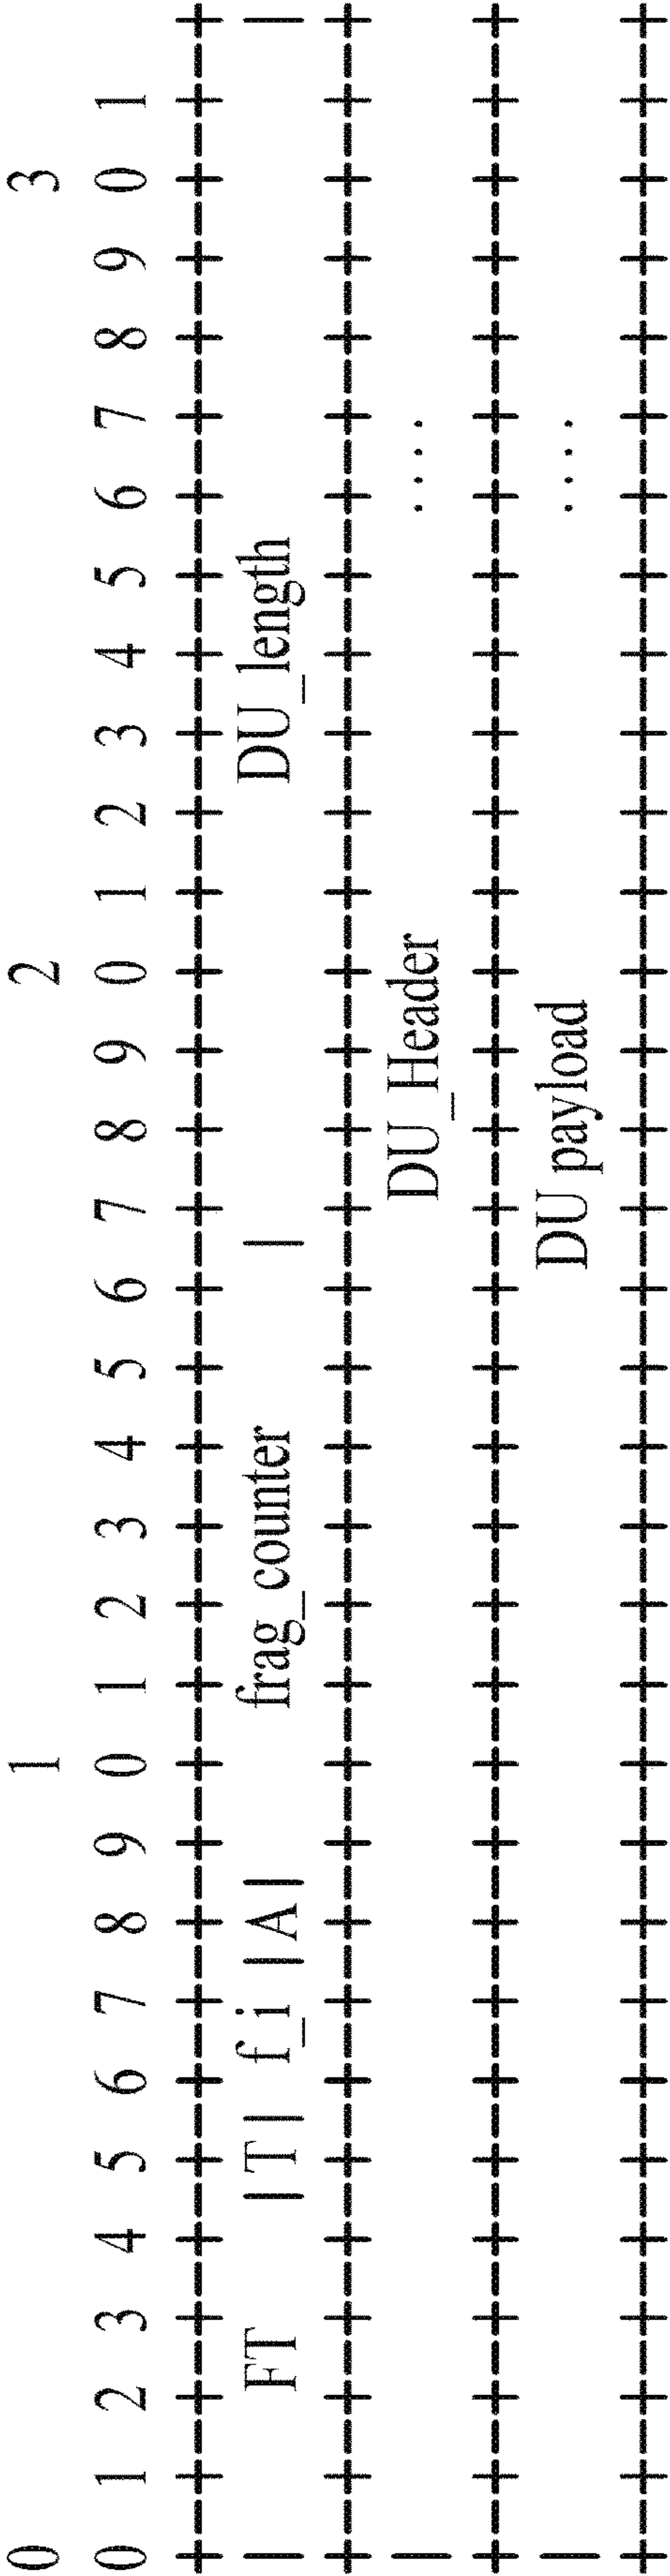 0 1 2 3
0 1 2 3 4 5 6 7 8 9 0 1 2 3 4 5 6 7 8 9 0 1 2 3 4 5 6 7 8 9 0 1
+--+--+--+--+--+--+--+--+--+--+--+--+--+--+--+--+--+--+--+--+--+--+--+--+--+--+--+--+--+--+--+--+
| FT |T| f_i |A| frag_counter | DU_length |
+--+--+--+--+--+--+--+--+--+--+--+--+--+--+--+--+--+--+--+--+--+--+--+--+--+--+--+--+--+--+--+--+
| DU_Header ....
+--+--+--+--+--+--+--+--+--+--+--+--+--+--+--+--+--+--+--+--+--+--+--+--+--+--+--+--+--+--+--+--+
| DU payload ....
+--+--+--+--+--+--+--+--+--+--+--+--+--+--+--+--+--+--+--+--+--+--+--+--+--+--+--+--+--+--+--+--+